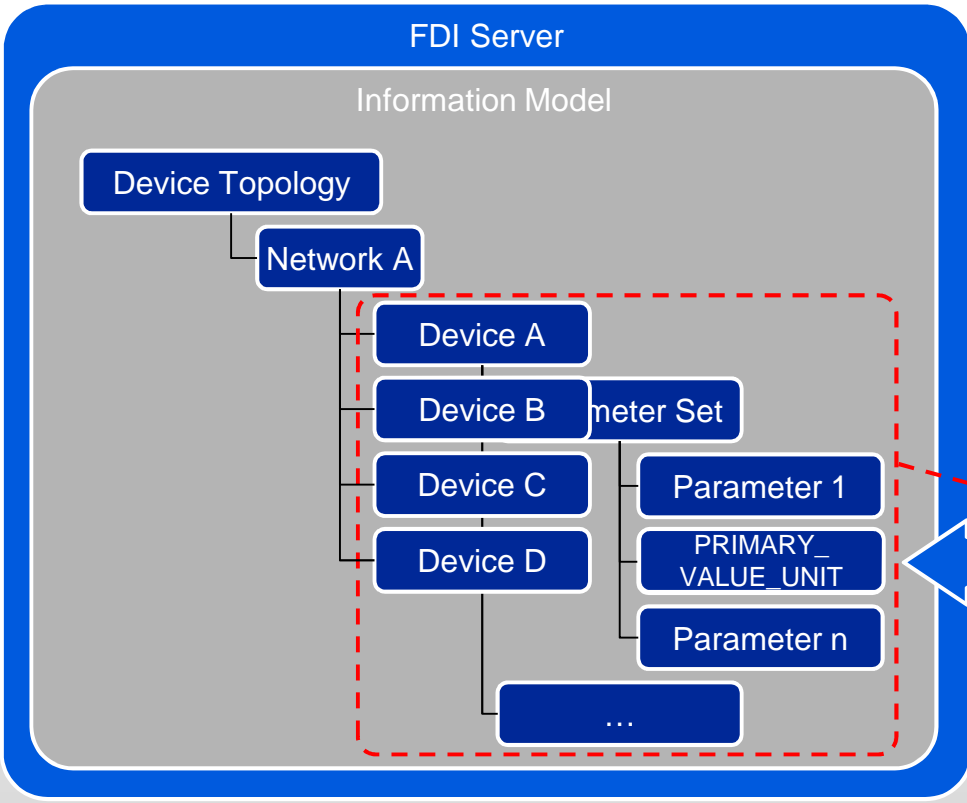 FDI Server
Information Model
Device Topology
Network A
Device A
Device B
meter Set
Device C
Parameter 1
Device D
PRIMARY_
VALUE_UNIT
Parameter n
...